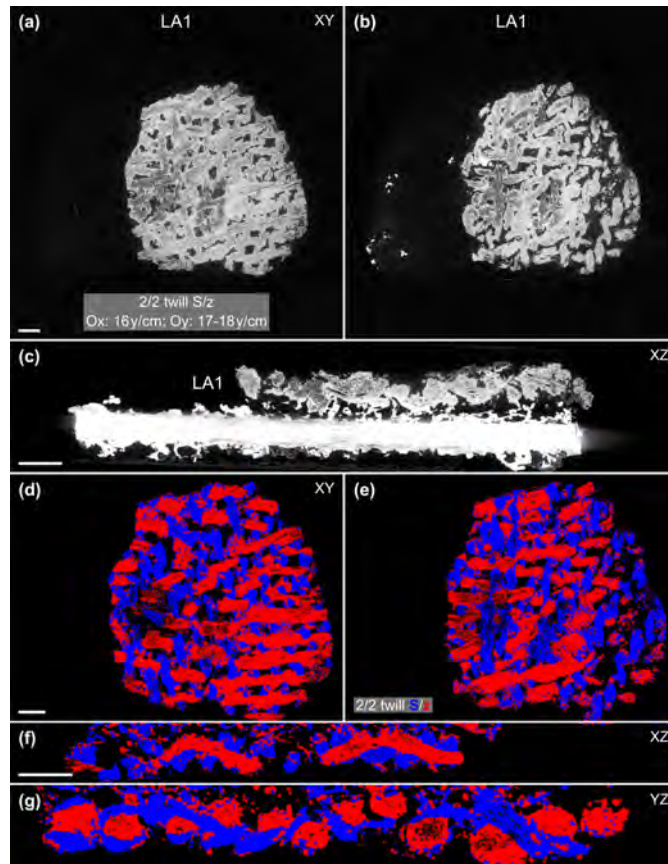 (a) LA1 XY
(b) LA1
2/2 twill S/z
Ox: 16y/cm; Oy: 17-18y/cm
(c) XZ
LA1
(d) XY
(e)
2/2 twill S/z
(f) XZ
(g) YZ